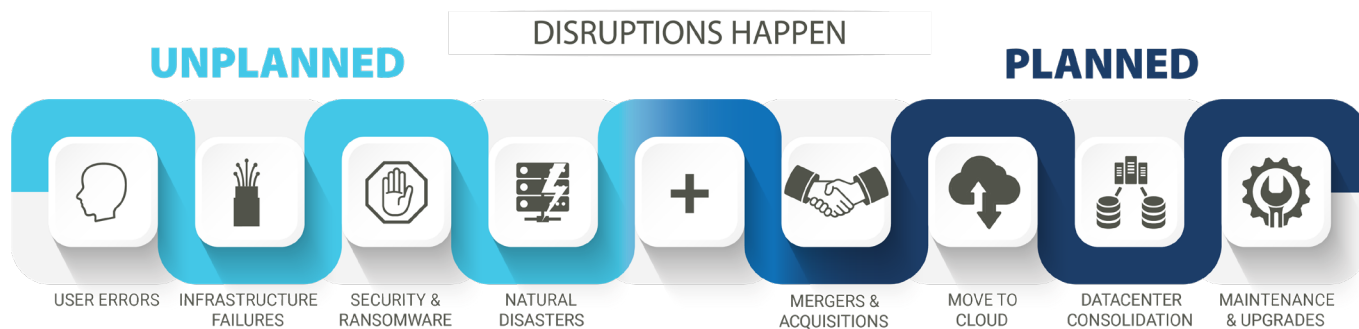 DISRUPTIONS HAPPEN
UNPLANNED
PLANNED
USER ERRORS
INFRASTRUCTURE
FAILURES
SECURITY &
RANSOMWARE
NATURAL
DISASTERS
+
MERGERS &
ACQUISITIONS
MOVE TO
CLOUD
DATACENTER
CONSOLIDATION
MAINTENANCE
& UPGRADES